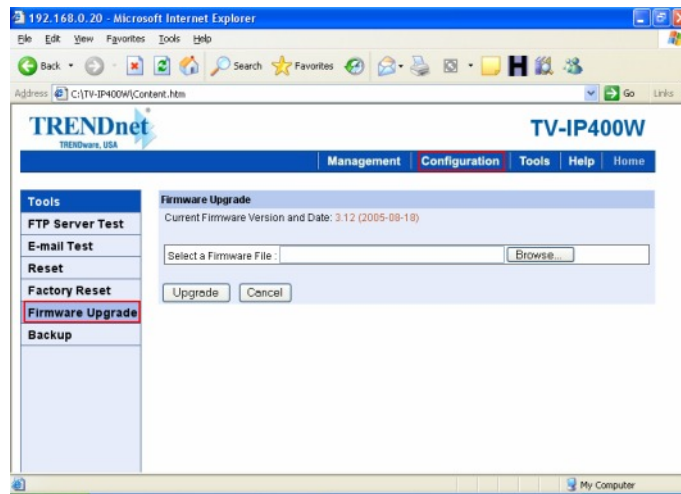 192.168.0.20 - Microsoft Internet Explorer
File Edit View Favorites Tools Help
Back Search Favorites
Address C:\TV-IP400W\Content.htm Go Links
TRENDnet TV-IP400W
TRENDware, USA
Management Configuration Tools Help Home
Tools
FTP Server Test
E-mail Test
Reset
Factory Reset
Firmware Upgrade
Backup
Firmware Upgrade
Current Firmware Version and Date: 3.12 (2005-08-18)
Select a Firmware File : Browse...
Upgrade Cancel
My Computer